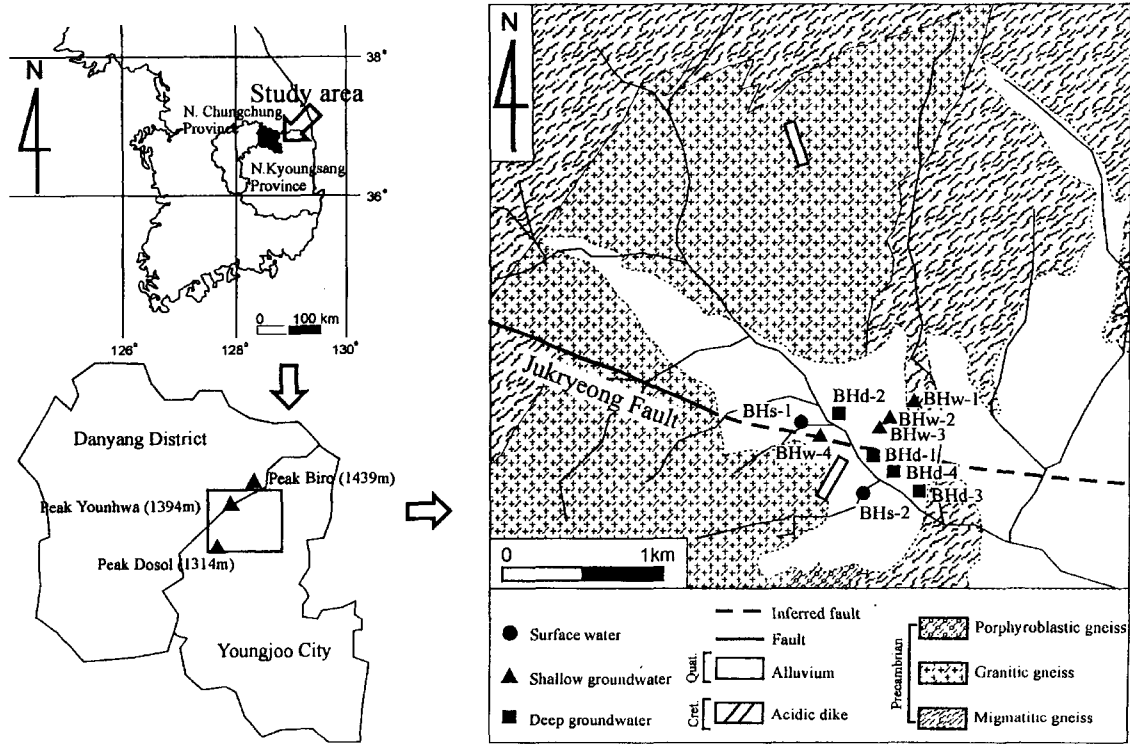 N
38°
Study area
N. Chungchung
Province
N.Kyoungsang
Province
36°
0 100 km
126°
128°
130°
Danyang District
Peak Biro (1439m)
Peak Younhwa (1394m)
Peak Dosol (1314m)
Youngjoo City
N
Jukryeong Fault
BHd-2
BHw-1
BHs-1
BHw-2
BHw-3
BHw-4
BHd-1
BHd-4
BHd-3
BHs-2
0 1km
Surface water
Shallow groundwater
Deep groundwater
Inferred fault
Fault
Quat.
Alluvium
Cret.
Acidic dike
Precambrian
Porphyroblastic gneiss
Granitic gneiss
Migmatitic gneiss